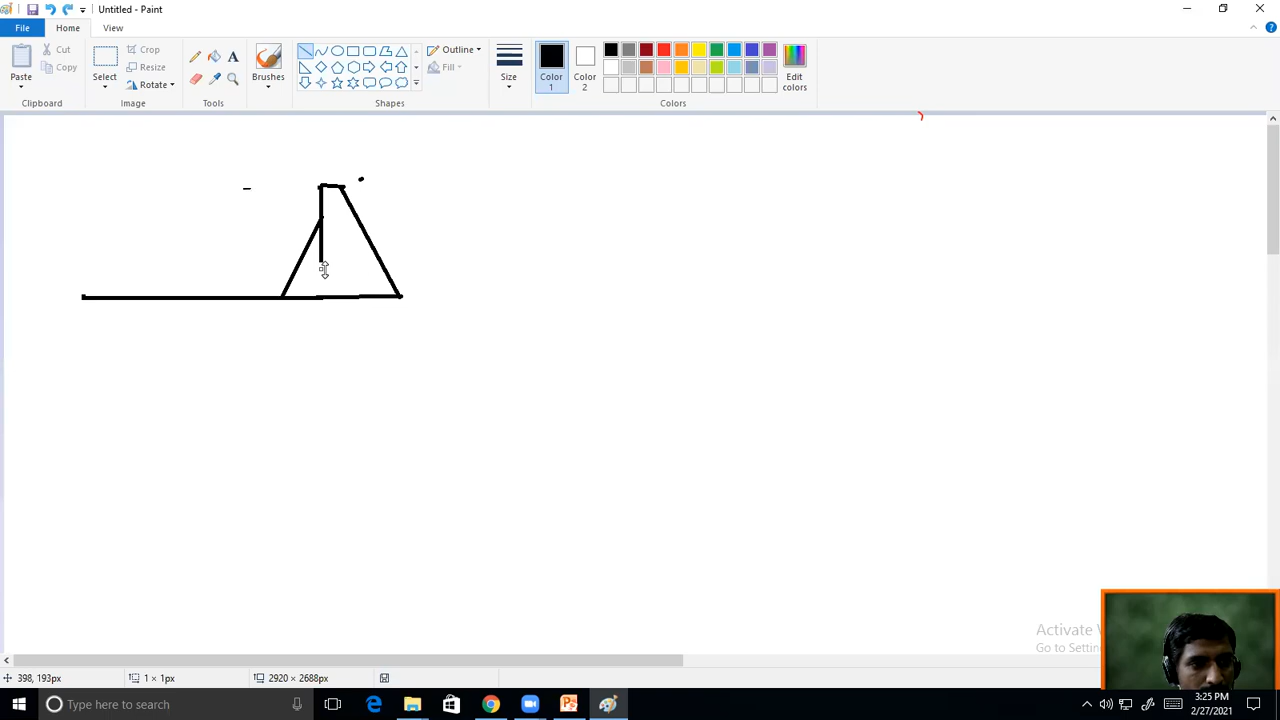 Untitled - Paint
File
Home
View
Paste
Cut
Copy
Clipboard
Select
Crop
Resize
Rotate
Image
A
Tools
Brushes
Outline
Fill
Shapes
Size
Color
1
Color
2
Edit
colors
Colors
Activate
Go to Settin
398, 193px
1 × 1px
2920 × 2688px
Type here to search
3:25 PM
2/27/2021